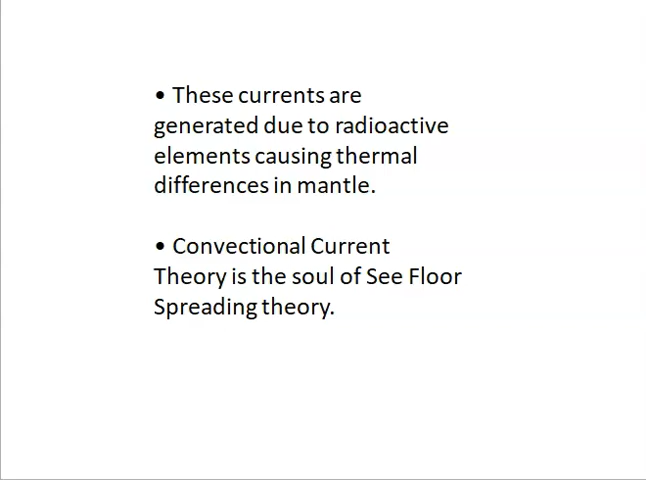 • These currents are
generated due to radioactive
elements causing thermal
differences in mantle.
• Convectional Current
Theory is the soul of See Floor
Spreading theory.